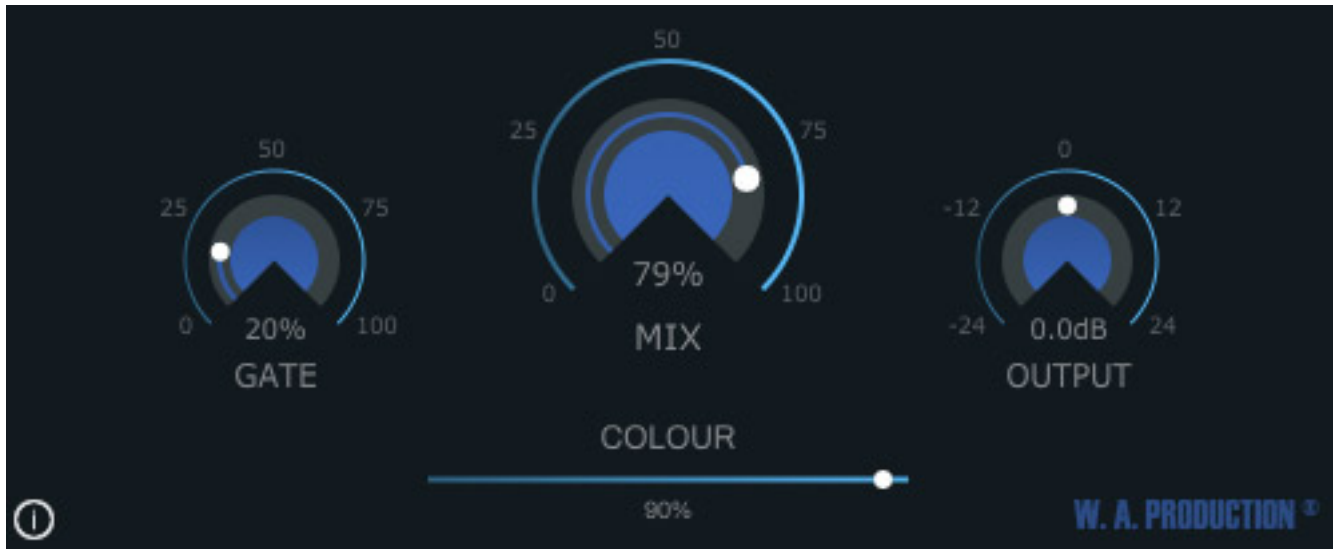 50
25
75
0
100
20%
GATE
50
25
75
0
100
79%
MIX
0
-12
12
-24
24
0.0dB
OUTPUT
COLOUR
90%
i
W. A. PRODUCTION ®